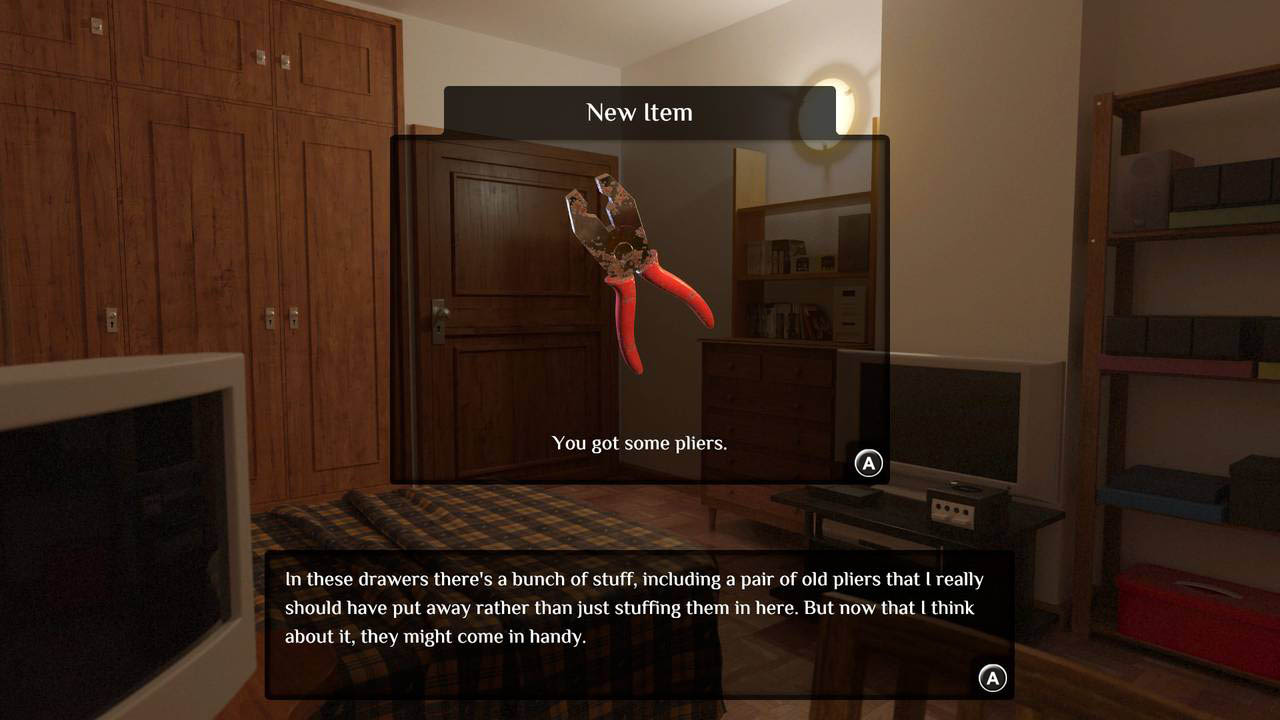 New Item
You got some pliers.
A
In these drawers there's a bunch of stuff, including a pair of old pliers that I really
should have put away rather than just stuffing them in here. But now that I think
about it, they might come in handy.
A